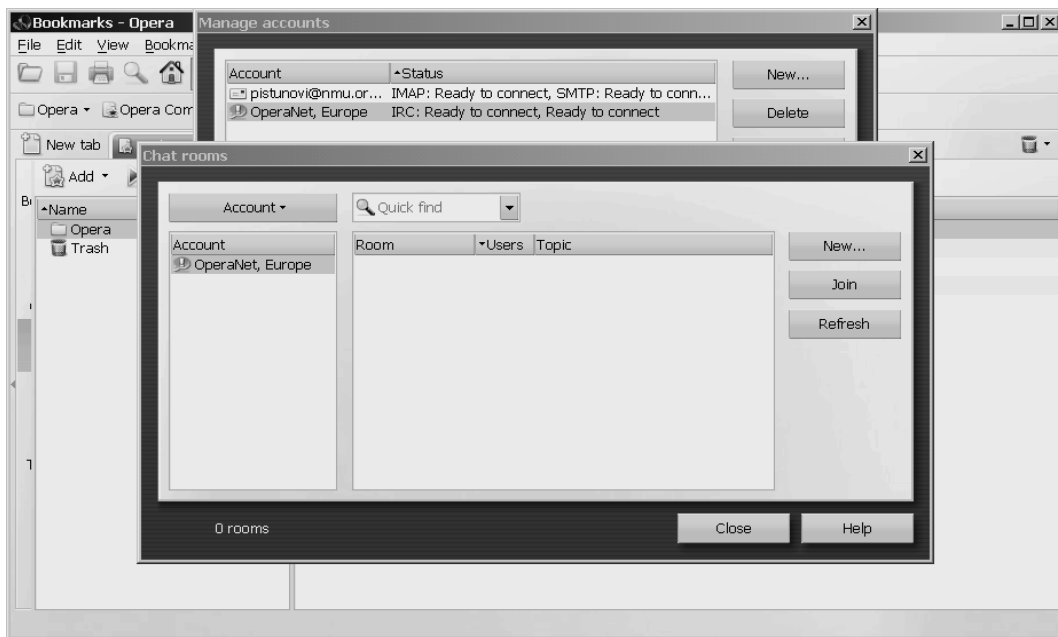 Bookmarks - Opera
Manage accounts
File Edit View
Account Status
New...
pistunovi@nmu.or... IMAP: Ready to connect, SMTP: Ready to conn...
OperaNet, Europe IRC: Ready to connect, Ready to connect
Delete
Opera
Opera
New tab
Chat rooms
Add
Name
Account
Quick find
Opera
Trash
Account
Room Users Topic
New...
OperaNet, Europe
Join
Refresh
0 rooms
Close
Help